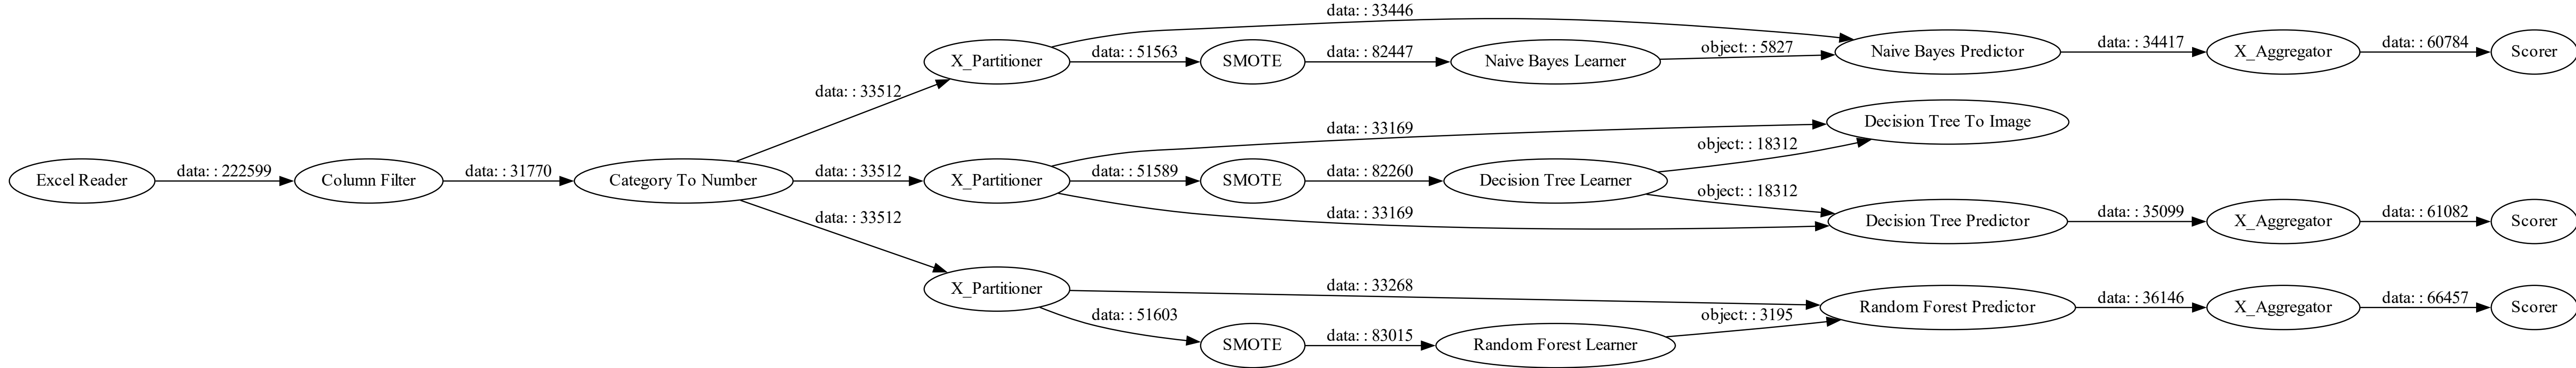 data: : 33446
X_Partitioner
data: : 51563
SMOTE
data: : 82447
Naive Bayes Learner
object: : 5827
Naive Bayes Predictor
data: : 34417
X_Aggregator
data: : 60784
Scorer
data: : 33512
data: : 33169
Decision Tree To Image
object: : 18312
Excel Reader
data: : 222599
Column Filter
data: : 31770
Category To Number
data: : 33512
X_Partitioner
data: : 51589
SMOTE
data: : 82260
Decision Tree Learner
object: : 18312
data: : 33169
Decision Tree Predictor
data: : 35099
X_Aggregator
data: : 61082
Scorer
data: : 33512
X_Partitioner
data: : 33268
data: : 51603
SMOTE
data: : 83015
Random Forest Learner
object: : 3195
Random Forest Predictor
data: : 36146
X_Aggregator
data: : 66457
Scorer